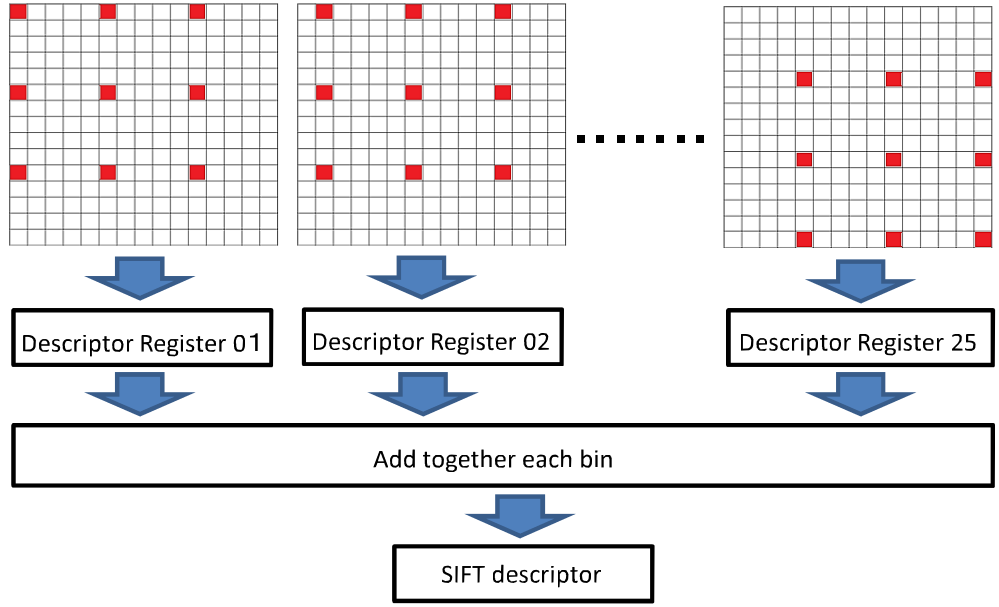 Descriptor Register 01
Descriptor Register 02
Descriptor Register 25
Add together each bin
SIFT descriptor